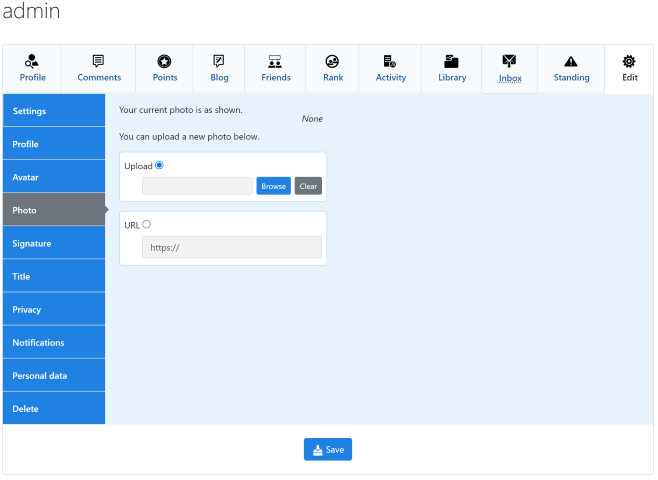 admin
Profile Comments Points Blog Friends Rank Activity Library Inbox Standing Edit
Settings
Profile
Avatar
Photo
Signature
Title
Privacy
Notifications
Personal data
Delete
Your current photo is as shown.
None
You can upload a new photo below.
Upload
Browse Clear
URL
https://
Save